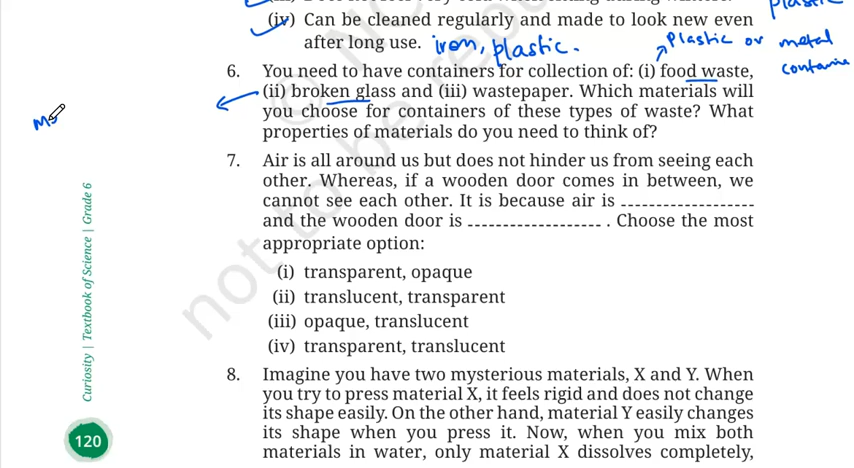 (iv) Can be cleaned regularly and made to look new even
after long use. iron, plastic.
plastic or metal
6. You need to have containers for collection of: (i) food waste,
(ii) broken glass and (iii) wastepaper. Which materials will
you choose for containers of these types of waste? What
properties of materials do you need to think of?
7. Air is all around us but does not hinder us from seeing each
other. Whereas, if a wooden door comes in between, we
cannot see each other. It is because air is ___________________
and the wooden door is ___________________ . Choose the most
appropriate option:
(i) transparent, opaque
(ii) translucent, transparent
(iii) opaque, translucent
(iv) transparent, translucent
8. Imagine you have two mysterious materials, X and Y. When
you try to press material X, it feels rigid and does not change
its shape easily. On the other hand, material Y easily changes
its shape when you press it. Now, when you mix both
materials in water, only material X dissolves completely,
Curiosity | Textbook of Science | Grade 6
120
not to be rep